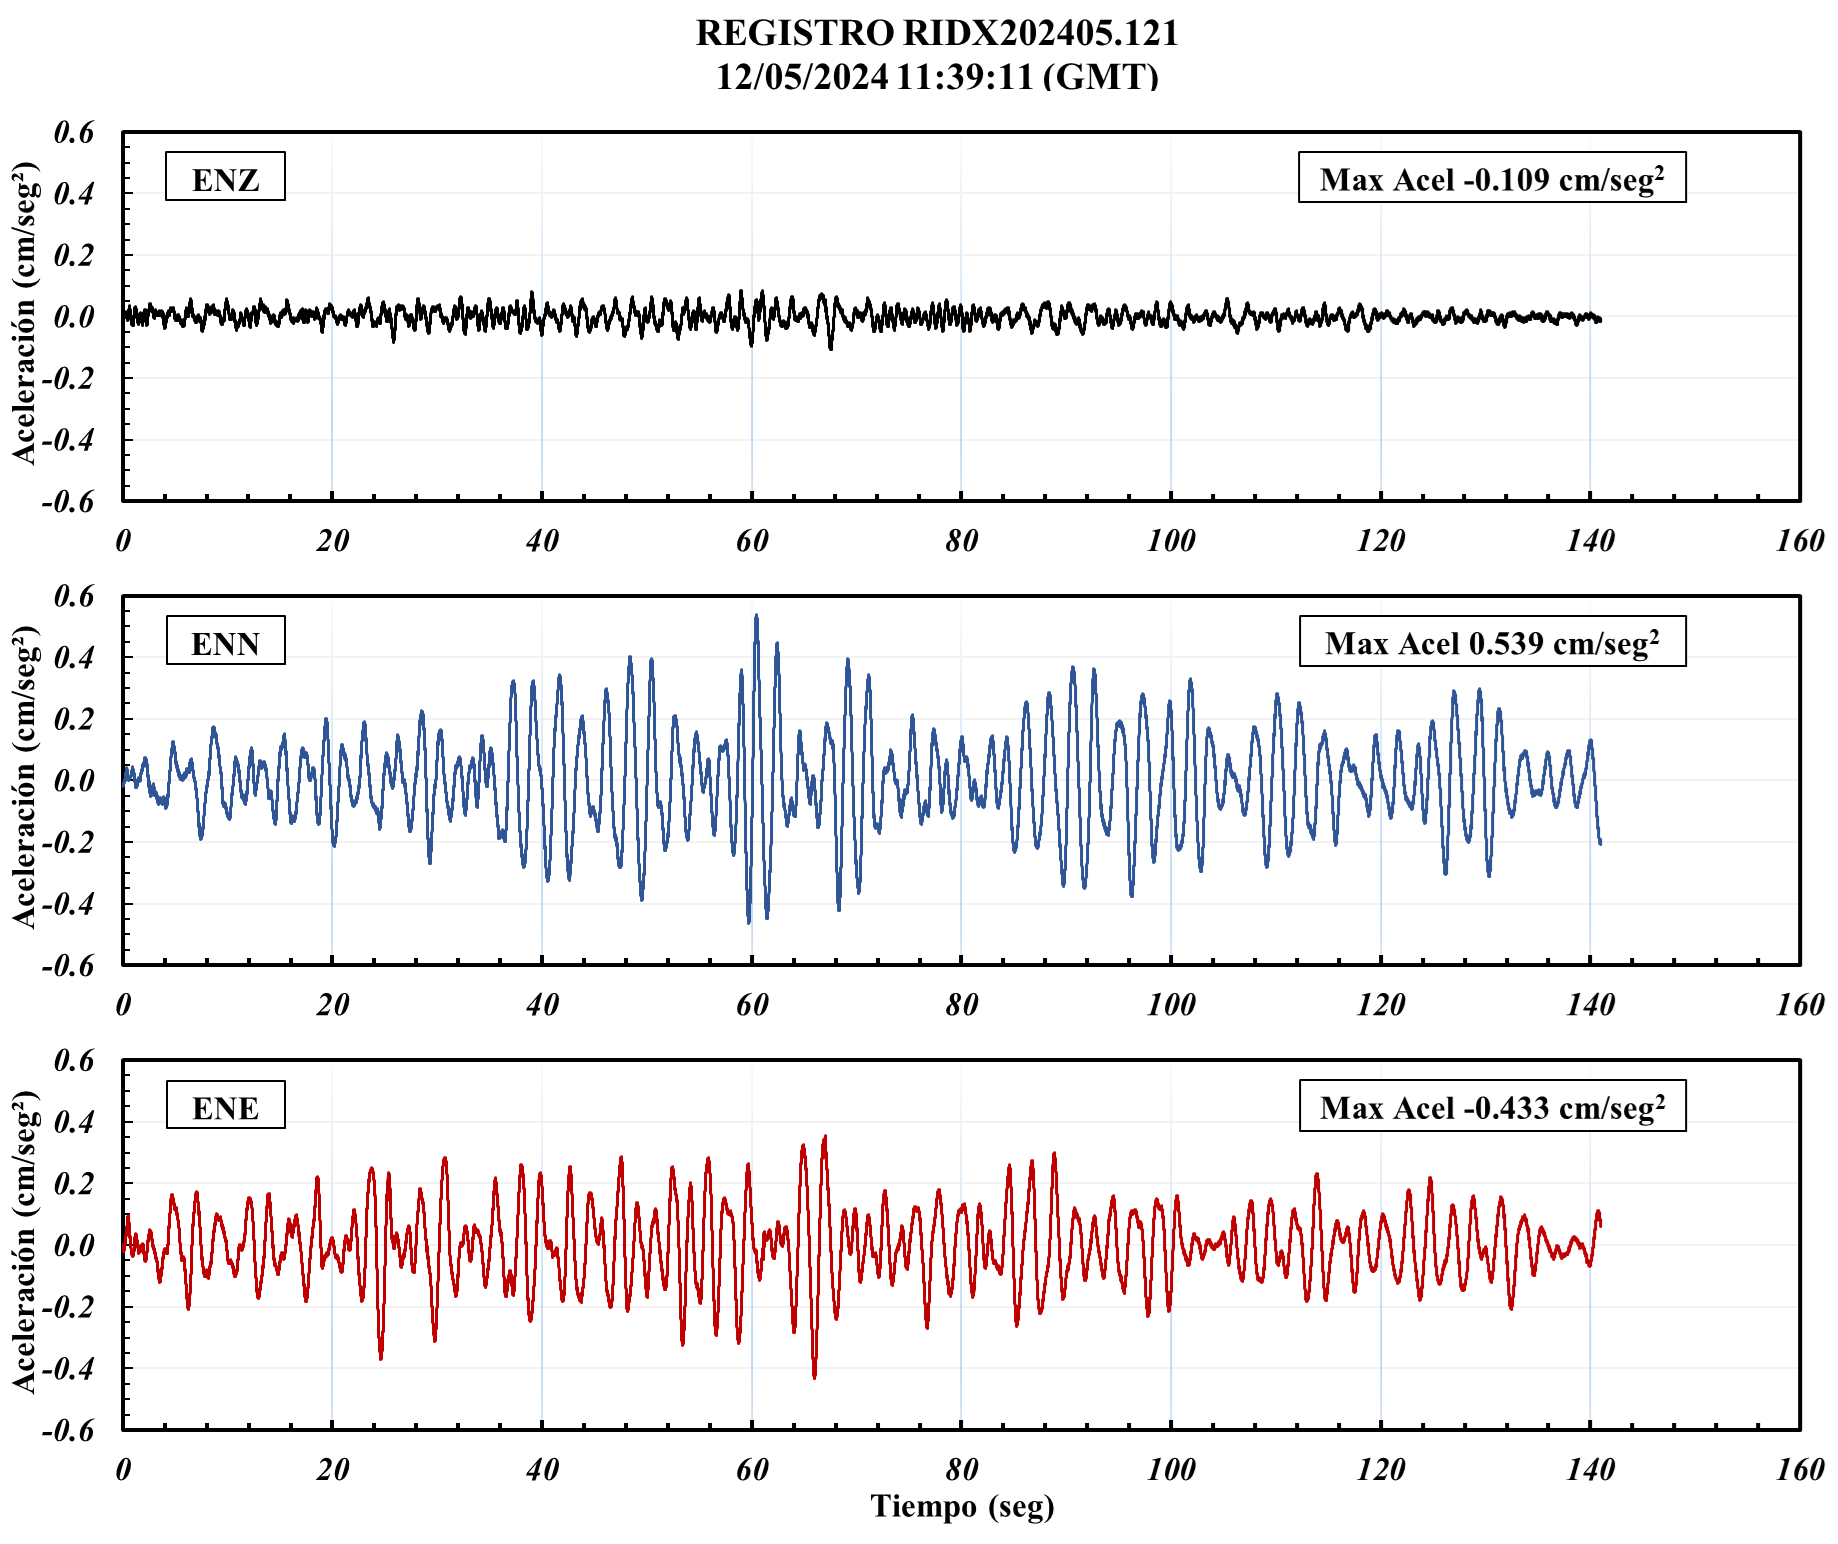 REGISTRO RIDX202405.121
12/05/2024 11:39:11 (GMT)
Aceleración (cm/seg²)
0.6
0.4
0.2
0.0
-0.2
-0.4
-0.6
ENZ
Max Acel -0.109 cm/seg²
0 20 40 60 80 100 120 140 160
Aceleración (cm/seg²)
0.6
0.4
0.2
0.0
-0.2
-0.4
-0.6
ENN
Max Acel 0.539 cm/seg²
0 20 40 60 80 100 120 140 160
Aceleración (cm/seg²)
0.6
0.4
0.2
0.0
-0.2
-0.4
-0.6
ENE
Max Acel -0.433 cm/seg²
0 20 40 60 80 100 120 140 160
Tiempo (seg)